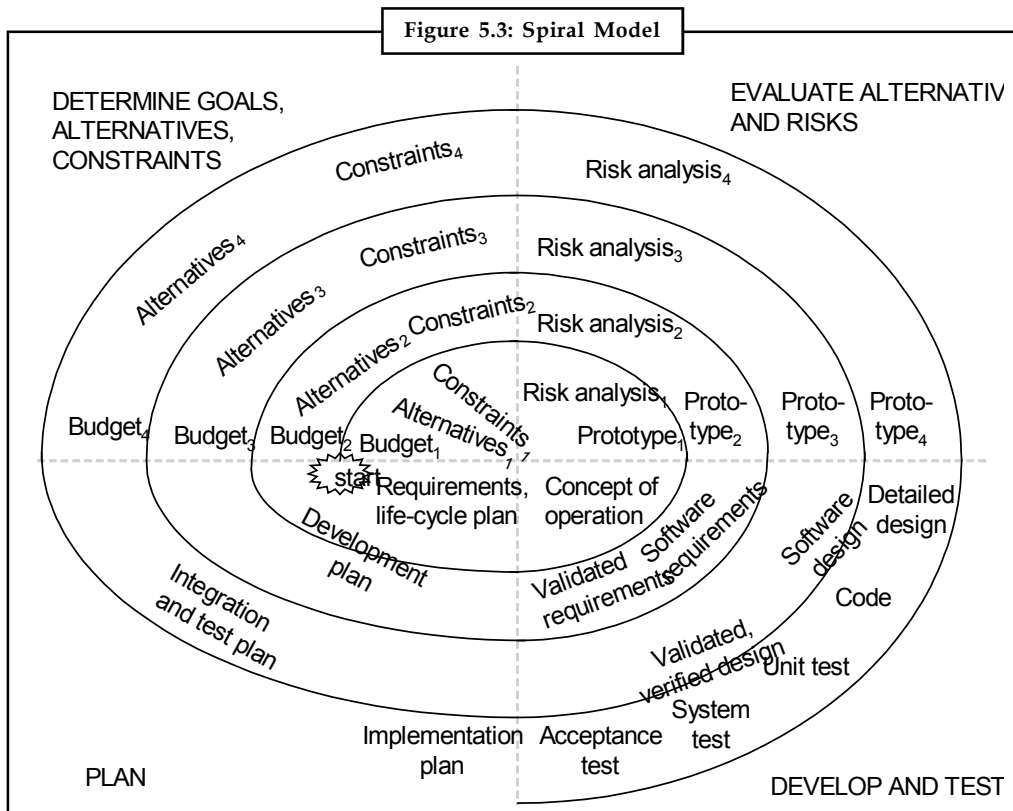 Figure 5.3: Spiral Model
DETERMINE GOALS,
ALTERNATIVES,
CONSTRAINTS
EVALUATE ALTERNATIV
AND RISKS
Constraints₄
Risk analysis₄
Alternatives₄
Constraints₃
Risk analysis₃
Alternatives₃
Constraints₂
Risk analysis₂
Alternatives₂
Constraints₁
Risk analysis₁
Alternatives₁
Budget₄
Budget₃
Budget₂
Budget₁
Prototype₁
Proto-
type₂
Proto-
type₃
Proto-
type₄
start
Requirements,
life-cycle plan
Concept of
operation
Software
requirements
Software
design
Detailed
design
Development
plan
Validated
requirements
Code
Integration
and test plan
Validated,
verified design
Unit test
System
test
Implementation
plan
Acceptance
test
PLAN
DEVELOP AND TEST